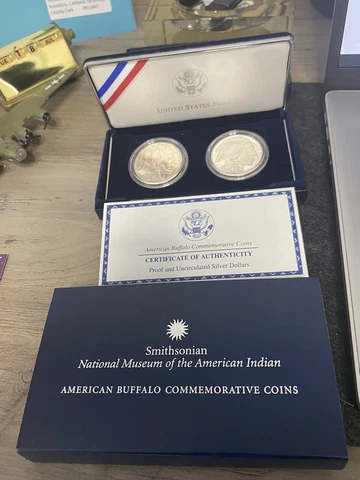 UNITED STATES
American Buffalo Commemorative Coins
CERTIFICATE OF AUTHENTICITY
Proof and Uncirculated Silver Dollars
Smithsonian
National Museum of the American Indian
AMERICAN BUFFALO COMMEMORATIVE COINS